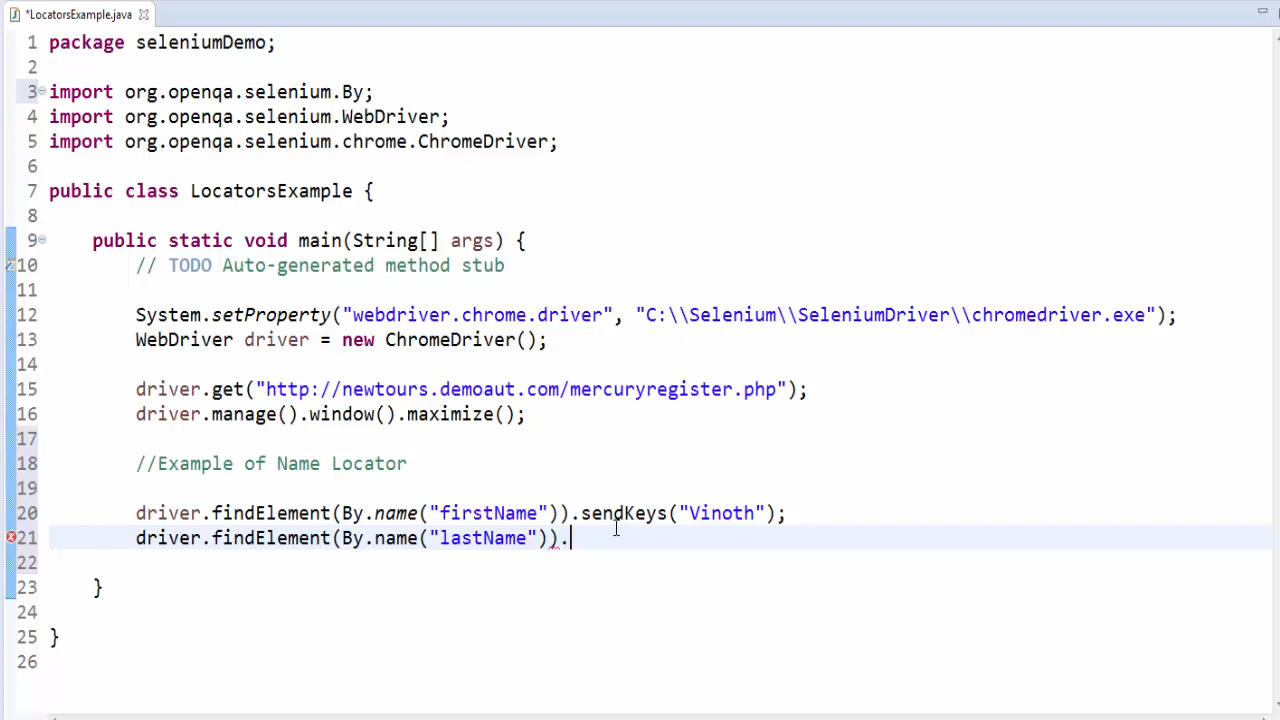 *LocatorsExample.java
1 package seleniumDemo;
2
3 import org.openqa.selenium.By;
4 import org.openqa.selenium.WebDriver;
5 import org.openqa.selenium.chrome.ChromeDriver;
6
7 public class LocatorsExample {
8
9 public static void main(String[] args) {
10 // TODO Auto-generated method stub
11
12 System.setProperty("webdriver.chrome.driver", "C:\\Selenium\\SeleniumDriver\\chromedriver.exe");
13 WebDriver driver = new ChromeDriver();
14
15 driver.get("http://newtours.demoaut.com/mercuryregister.php");
16 driver.manage().window().maximize();
17
18 //Example of Name Locator
19
20 driver.findElement(By.name("firstName")).sendKeys("Vinoth");
21 driver.findElement(By.name("lastName")).
22
23 }
24
25 }
26